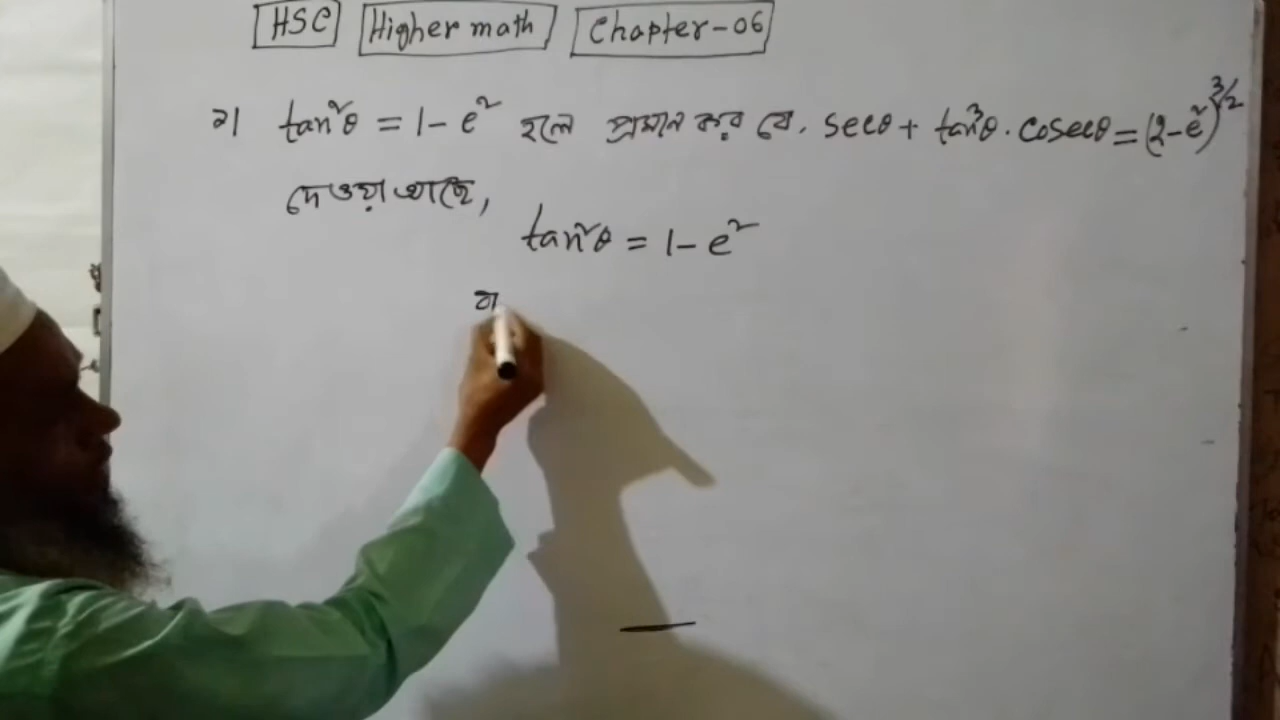 HSC Higher math Chapter-06
২। tan²θ = 1 - e² হলে প্রমান কর যে, secθ + tan³θ . cosecθ = (2-e²)^3/2
দেওয়া আছে,
tan²θ = 1 - e²
বা